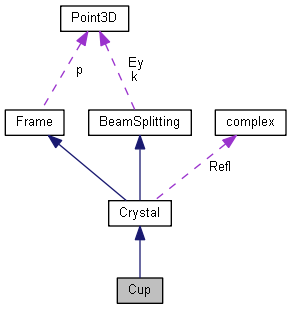 Point3D
p
Ey
k
Frame
BeamSplitting
complex
Refl
Crystal
Cup